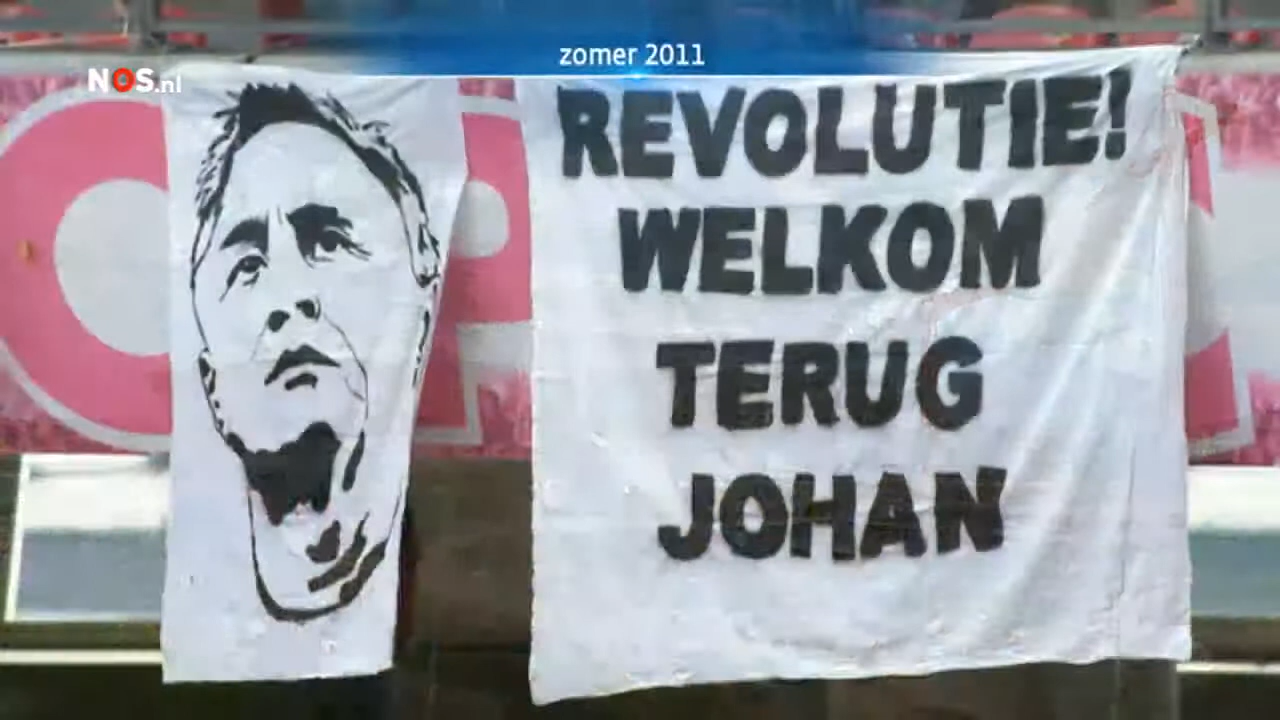 zomer 2011
NOS.nl
REVOLUTIE!
WELKOM
TERUG
JOHAN